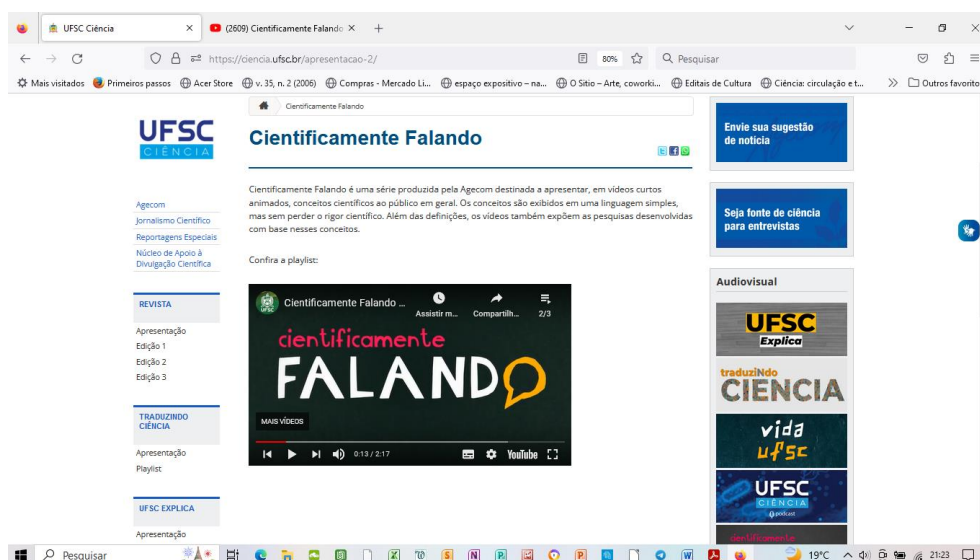 UFSC Ciência
(2609) Cientificamente Falando
https://ciencia.ufsc.br/apresentacao-2/
80%
Pesquisar
Mais visitados
Primeiros passos
Acer Store
v. 35, n. 2 (2006)
Compras - Mercado Li...
espaço expositivo – na...
O Sitio – Arte, coworki...
Editais de Cultura
Ciência: circulação e t...
Outros favorito
UFSC
CIÊNCIA
Agecom
Jornalismo Científico
Reportagens Especiais
Núcleo de Apoio à
Divulgação Científica
REVISTA
Apresentação
Edição 1
Edição 2
Edição 3
TRADUZINDO
CIÊNCIA
Apresentação
Playlist
UFSC EXPLICA
Apresentação
Cientificamente Falando
Cientificamente Falando
Cientificamente Falando é uma série produzida pela Agecom destinada a apresentar, em vídeos curtos
animados, conceitos científicos ao público em geral. Os conceitos são exibidos em uma linguagem simples,
mas sem perder o rigor científico. Além das definições, os vídeos também expõem as pesquisas desenvolvidas
com base nesses conceitos.
Confira a playlist:
Cientificamente Falando ...
Assistir m...
Compartilh...
2/3
cientificamente
FALANDO
MAIS VÍDEOS
0:13 / 2:17
YouTube
Envie sua sugestão
de notícia
Seja fonte de ciência
para entrevistas
Audiovisual
UFSC
Explica
traduziNdo
CIENCIA
vida
ufsc
UFSC
CIÊNCIA
podcast
cientificamente
Pesquisar
19°C
21:23